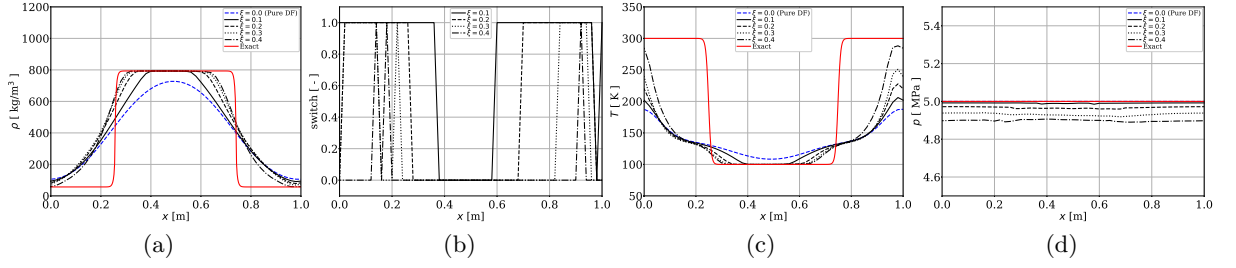 1200
1000
800
600
400
200
0
ρ [ kg/m³ ]
0.0 0.2 0.4 0.6 0.8 1.0
x [m]
ξ = 0.0 (Pure DF)
ξ = 0.1
ξ = 0.2
ξ = 0.3
ξ = 0.4
Exact
(a)
1.0
0.8
0.6
0.4
0.2
0.0
switch [ - ]
0.0 0.2 0.4 0.6 0.8 1.0
x [m]
ξ = 0.1
ξ = 0.2
ξ = 0.3
ξ = 0.4
(b)
350
300
250
200
150
100
50
T [ K ]
0.0 0.2 0.4 0.6 0.8 1.0
x [m]
ξ = 0.0 (Pure DF)
ξ = 0.1
ξ = 0.2
ξ = 0.3
ξ = 0.4
Exact
(c)
5.4
5.2
5.0
4.8
4.6
p [ MPa ]
0.0 0.2 0.4 0.6 0.8 1.0
x [m]
ξ = 0.0 (Pure DF)
ξ = 0.1
ξ = 0.2
ξ = 0.3
ξ = 0.4
Exact
(d)